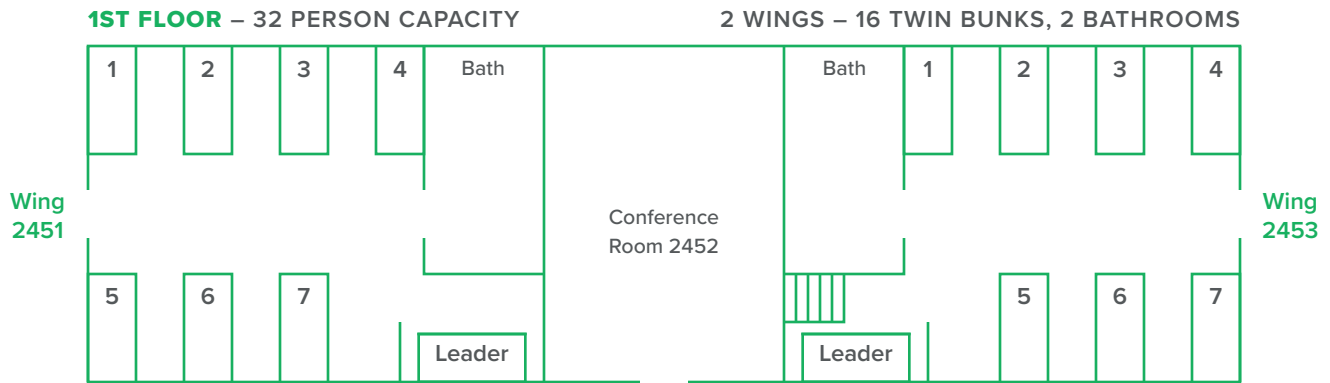 1ST FLOOR – 32 PERSON CAPACITY
2 WINGS – 16 TWIN BUNKS, 2 BATHROOMS
1 2 3 4 Bath
Bath 1 2 3 4
Wing
2451
Conference
Room 2452
Wing
2453
5 6 7
5 6 7
Leader
Leader